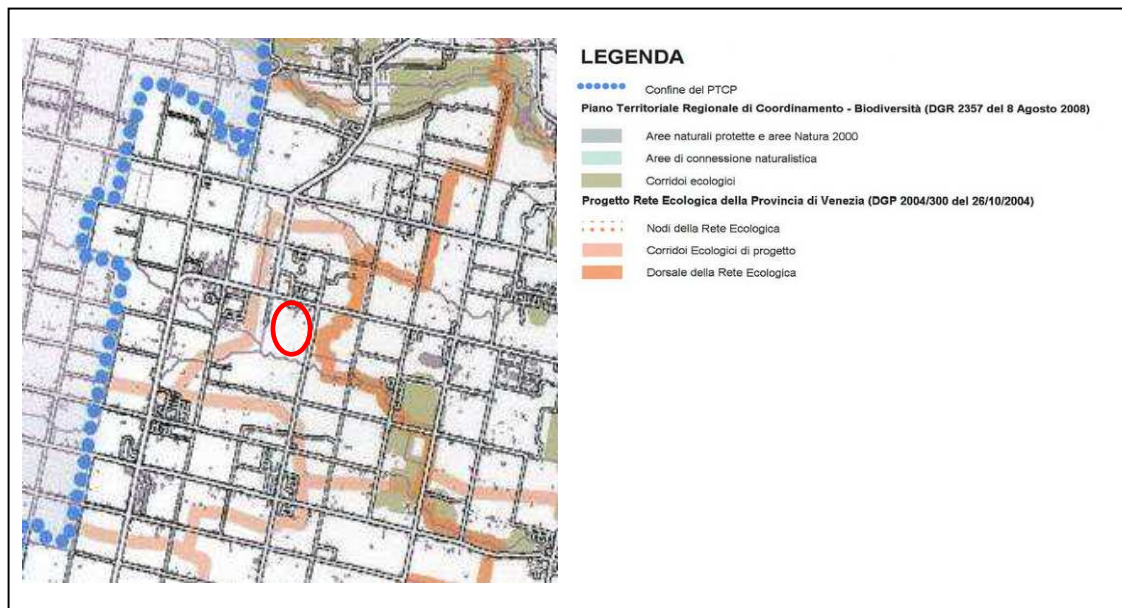 LEGENDA
Confine del PTCP
Piano Territoriale Regionale di Coordinamento - Biodiversità (DGR 2357 del 8 Agosto 2008)
Aree naturali protette e aree Natura 2000
Aree di connessione naturalistica
Corridoi ecologici
Progetto Rete Ecologica della Provincia di Venezia (DGP 2004/300 del 26/10/2004)
Nodi della Rete Ecologica
Corridoi Ecologici di progetto
Dorsale della Rete Ecologica